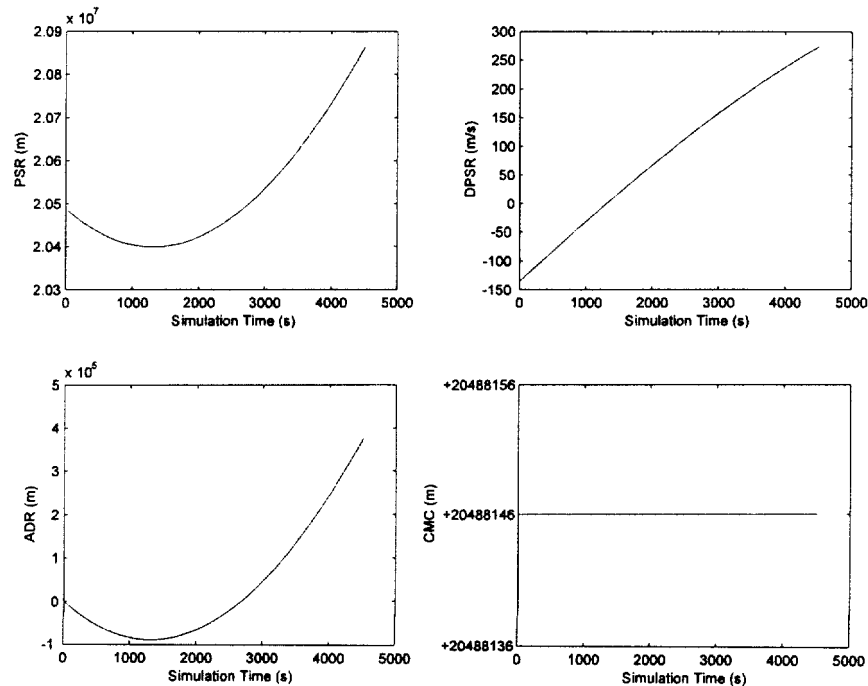 x 10^7
2.09
2.08
2.07
2.06
2.05
2.04
2.03
PSR (m)
0 1000 2000 3000 4000 5000
Simulation Time (s)
300
250
200
150
100
50
0
-50
-100
-150
DPSR (m/s)
0 1000 2000 3000 4000 5000
Simulation Time (s)
x 10^5
5
4
3
2
1
0
-1
ADR (m)
0 1000 2000 3000 4000 5000
Simulation Time (s)
+20488156
+20488146
+20488136
CMC (m)
0 1000 2000 3000 4000 5000
Simulation Time (s)